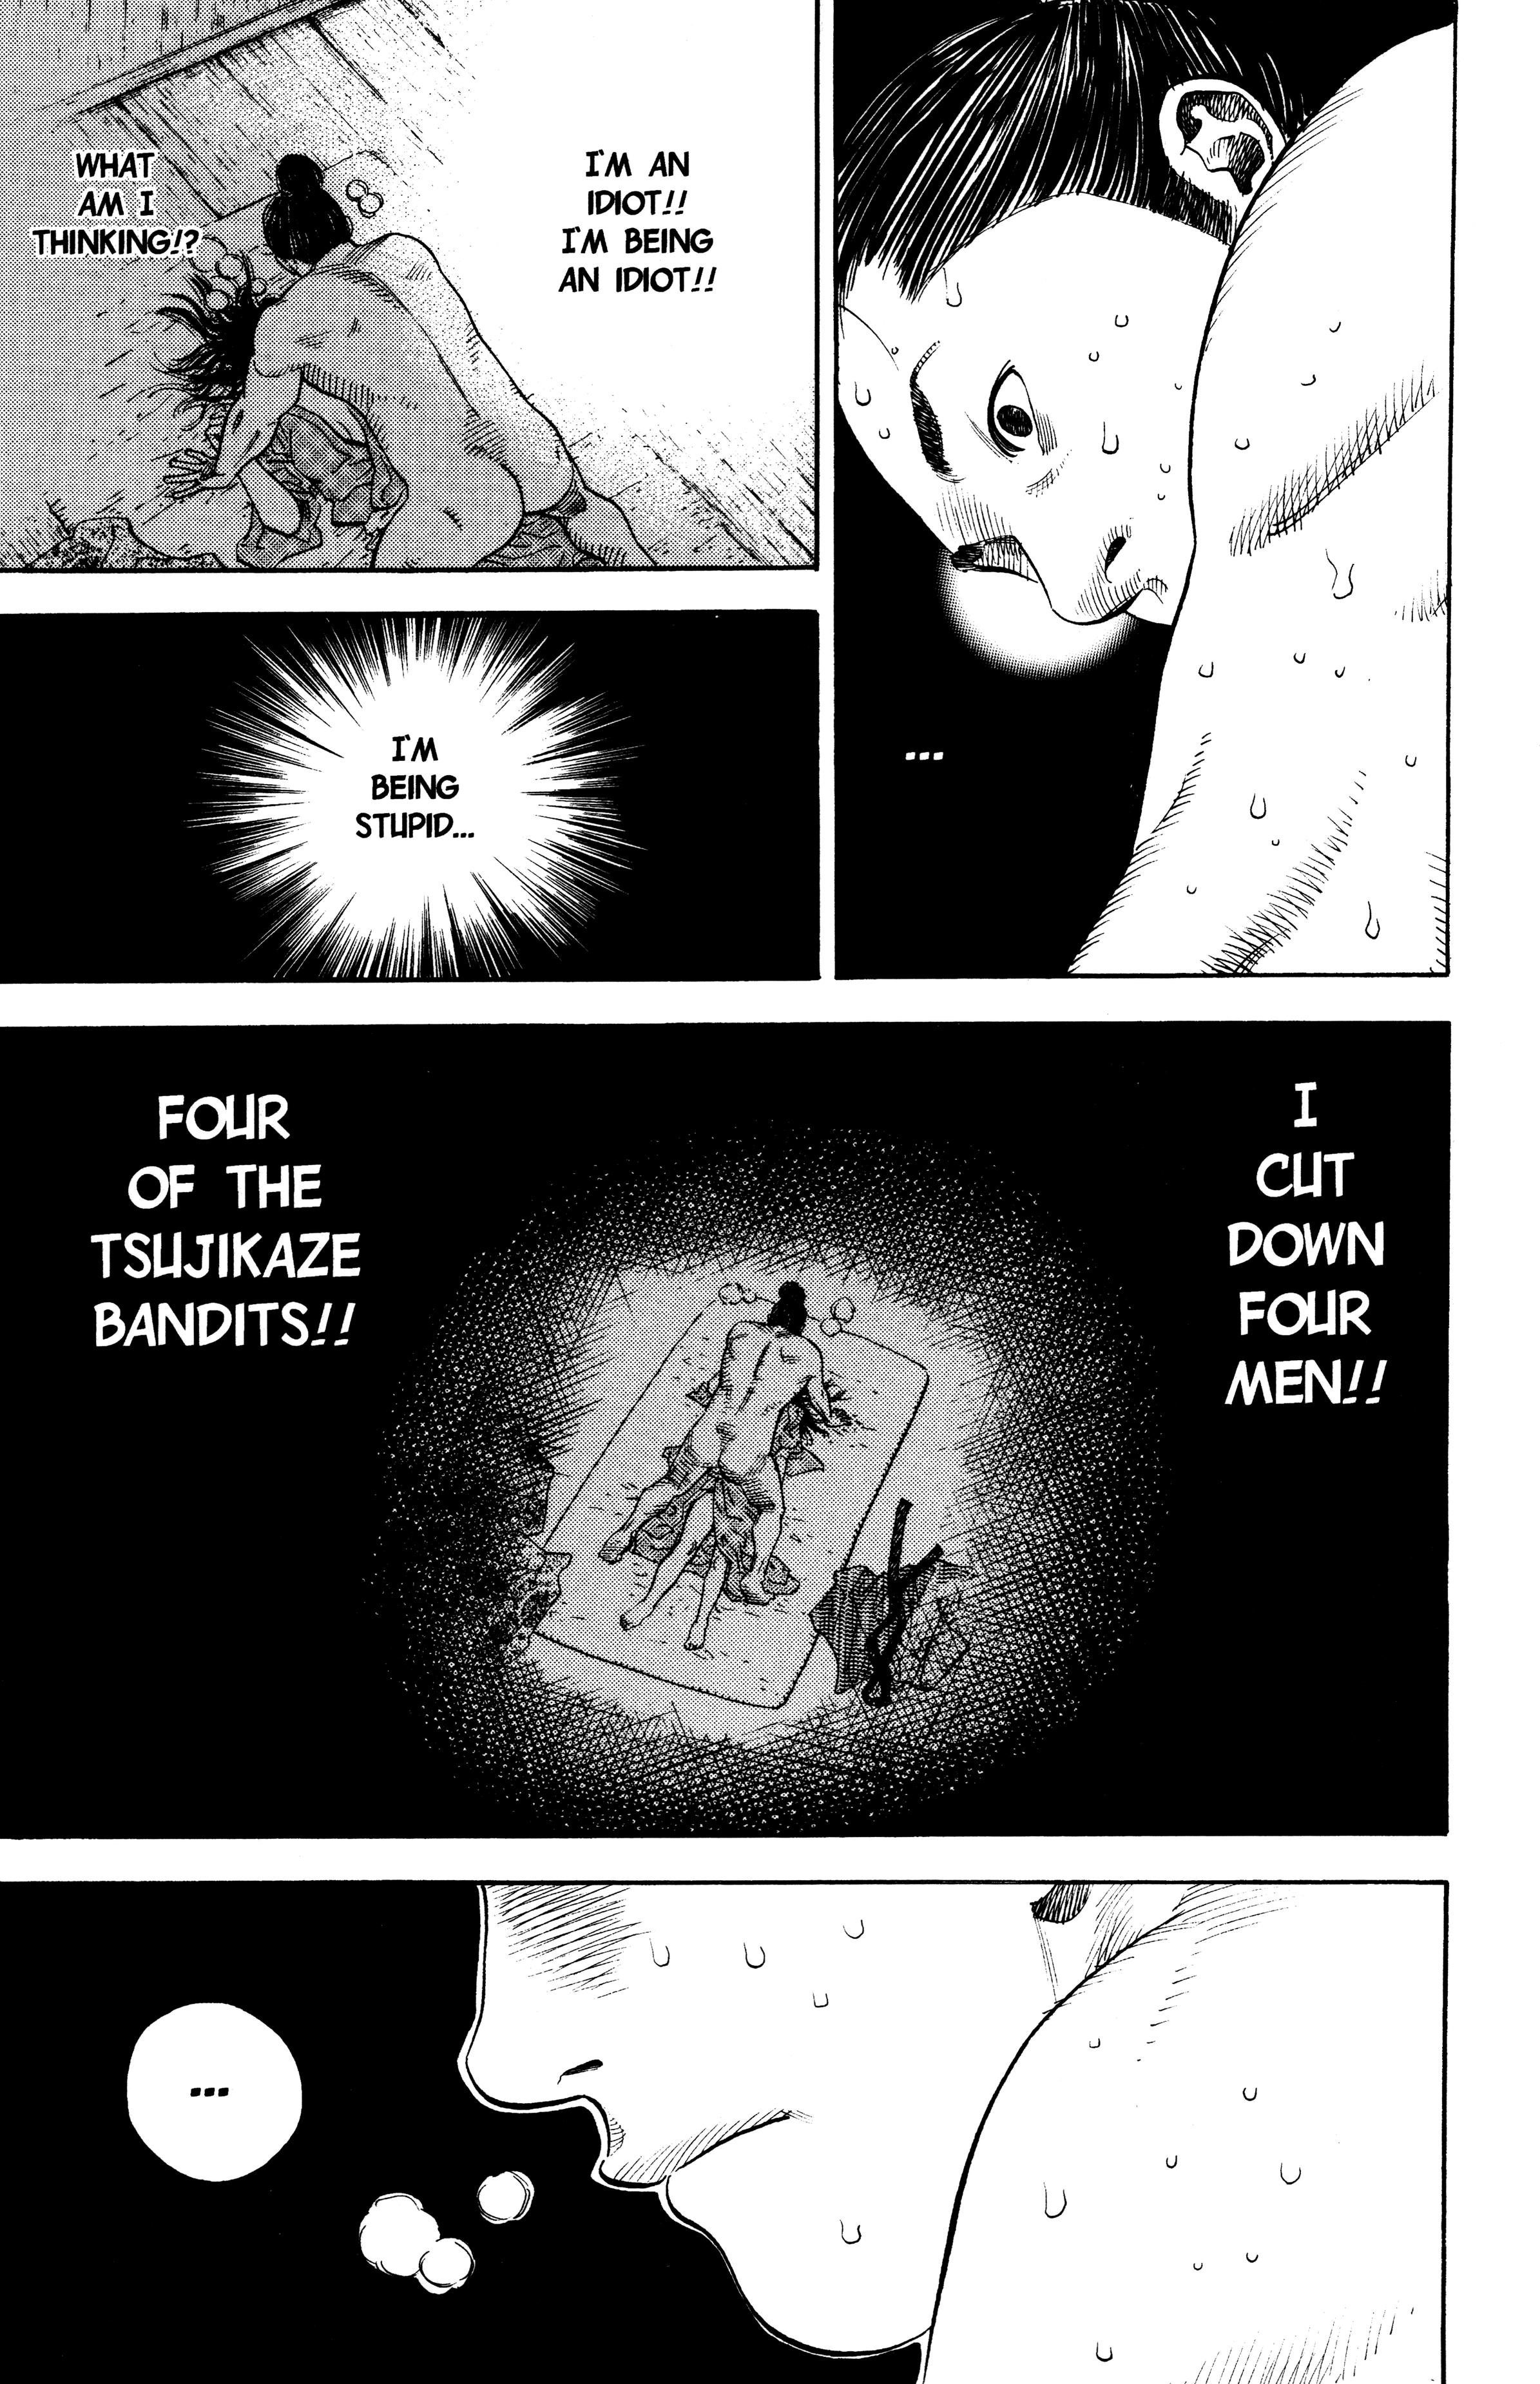 ...
I'M AN
IDIOT!!
I'M BEING
AN IDIOT!!
WHAT
AM I
THINKING!?
I'M
BEING
STUPID...
I
CUT
DOWN
FOUR
MEN!!
FOUR
OF THE
TSUJIKAZE
BANDITS!!
...